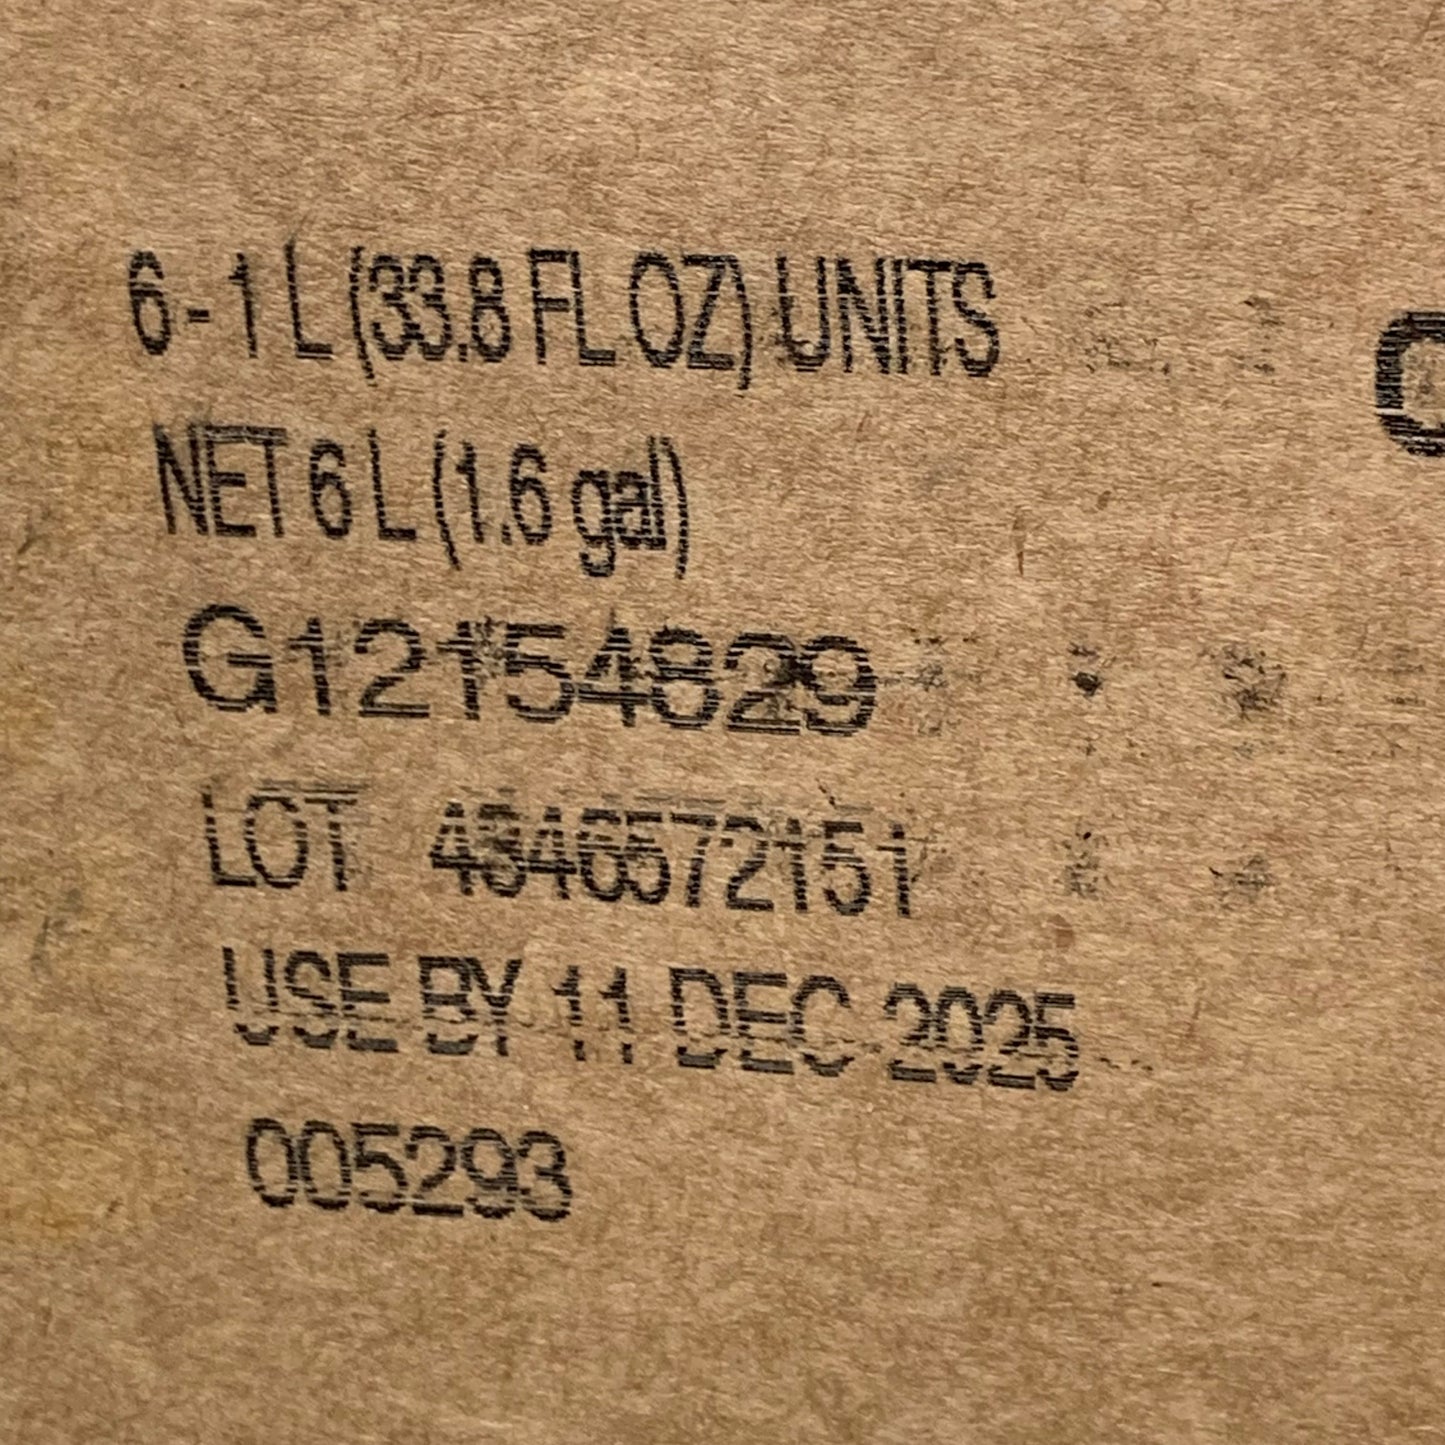 6 - 1 L (33.8 FL OZ) UNITS
NET 6 L (1.6 gal)
G12154829
LOT 4346572151
USE BY 11 DEC 2025
005293